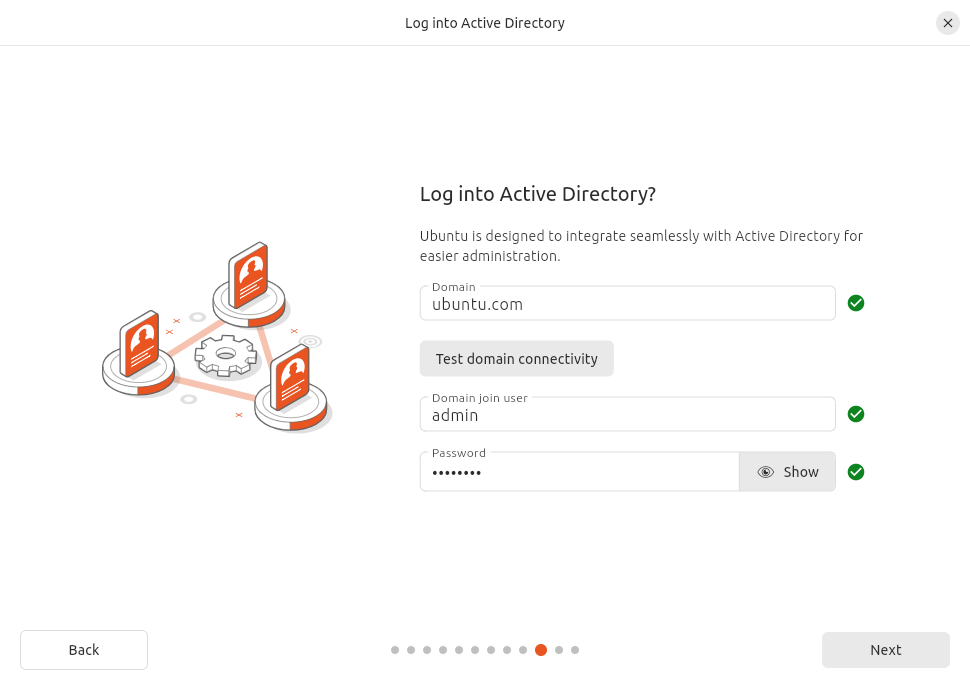 Log into Active Directory
Log into Active Directory?
Ubuntu is designed to integrate seamlessly with Active Directory for
easier administration.
Domain
ubuntu.com
Test domain connectivity
Domain join user
admin
Password
••••••••
Show
Back
Next